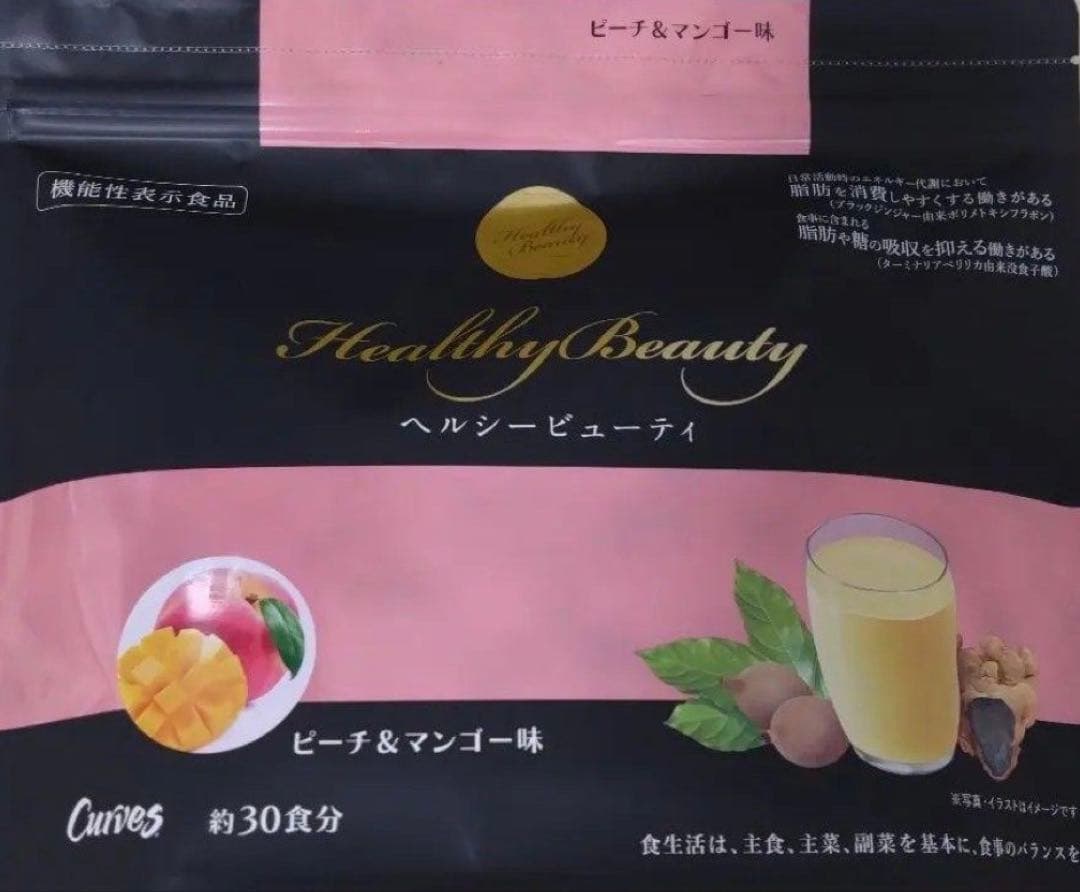 ピーチ&マンゴー味
機能性表示食品
日常活動時のエネルギー代謝において
脂肪を消費しやすくする働きがある
(ブラックジンジャー由来ポリメトキシフラボン)
食事に含まれる
脂肪や糖の吸収を抑える働きがある
(ターミナリアベリリカ由来没食子酸)
Healthy
Beauty
Healthy Beauty
ヘルシービューティ
ピーチ&マンゴー味
Curves
約30食分
※写真・イラストはイメージです
食生活は、主食、主菜、副菜を基本に、食事のバランスを